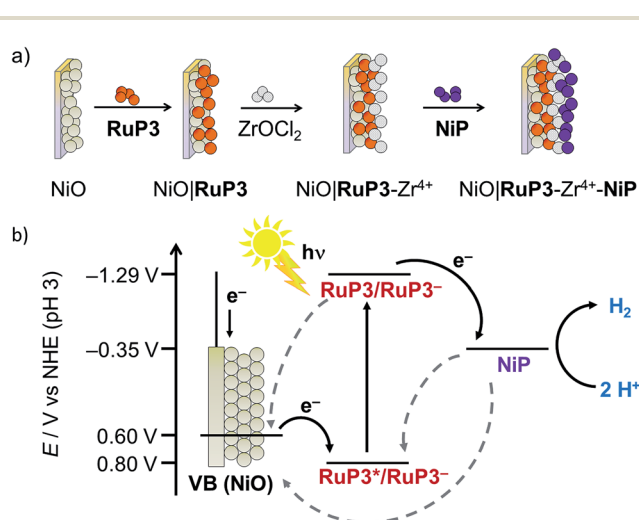 a)
RuP3
ZrOCl₂
NiP
NiO
NiO|RuP3
NiO|RuP3-Zr⁴⁺
NiO|RuP3-Zr⁴⁺-NiP
b)
E / V vs NHE (pH 3)
–1.29 V
–0.35 V
0.60 V
0.80 V
hν
e⁻
RuP3/RuP3⁻
e⁻
H₂
NiP
2 H⁺
e⁻
VB (NiO)
RuP3*/RuP3⁻